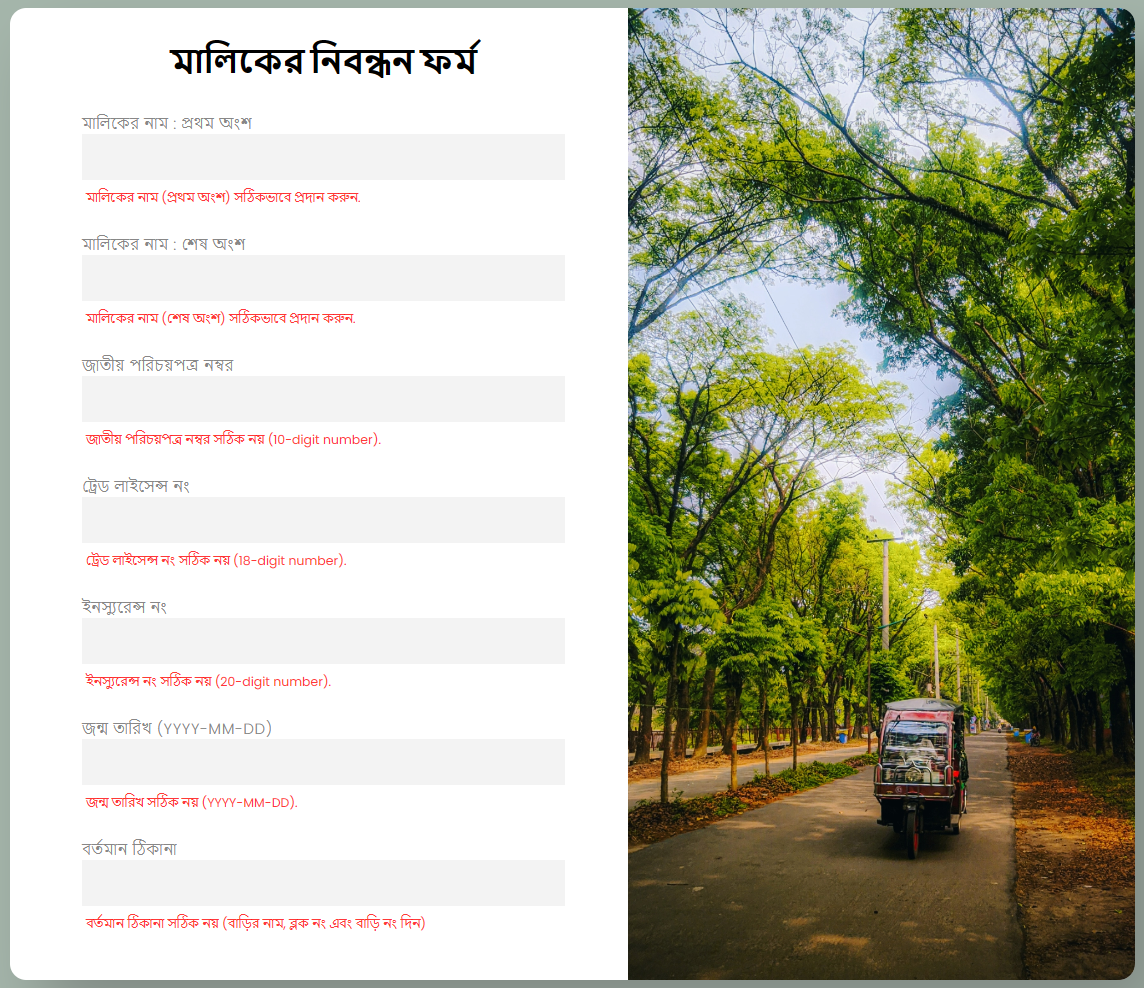 মালিকের নিবন্ধন ফর্ম
মালিকের নাম : প্রথম অংশ
মালিকের নাম (প্রথম অংশ) সঠিকভাবে প্রদান করুন.
মালিকের নাম : শেষ অংশ
মালিকের নাম (শেষ অংশ) সঠিকভাবে প্রদান করুন.
জাতীয় পরিচয়পত্র নম্বর
জাতীয় পরিচয়পত্র নম্বর সঠিক নয় (10-digit number).
ট্রেড লাইসেন্স নং
ট্রেড লাইসেন্স নং সঠিক নয় (18-digit number).
ইনস্যুরেন্স নং
ইনস্যুরেন্স নং সঠিক নয় (20-digit number).
জন্ম তারিখ (YYYY-MM-DD)
জন্ম তারিখ সঠিক নয় (YYYY-MM-DD).
বর্তমান ঠিকানা
বর্তমান ঠিকানা সঠিক নয় (বাড়ির নাম, ব্লক নং এবং বাড়ি নং দিন)